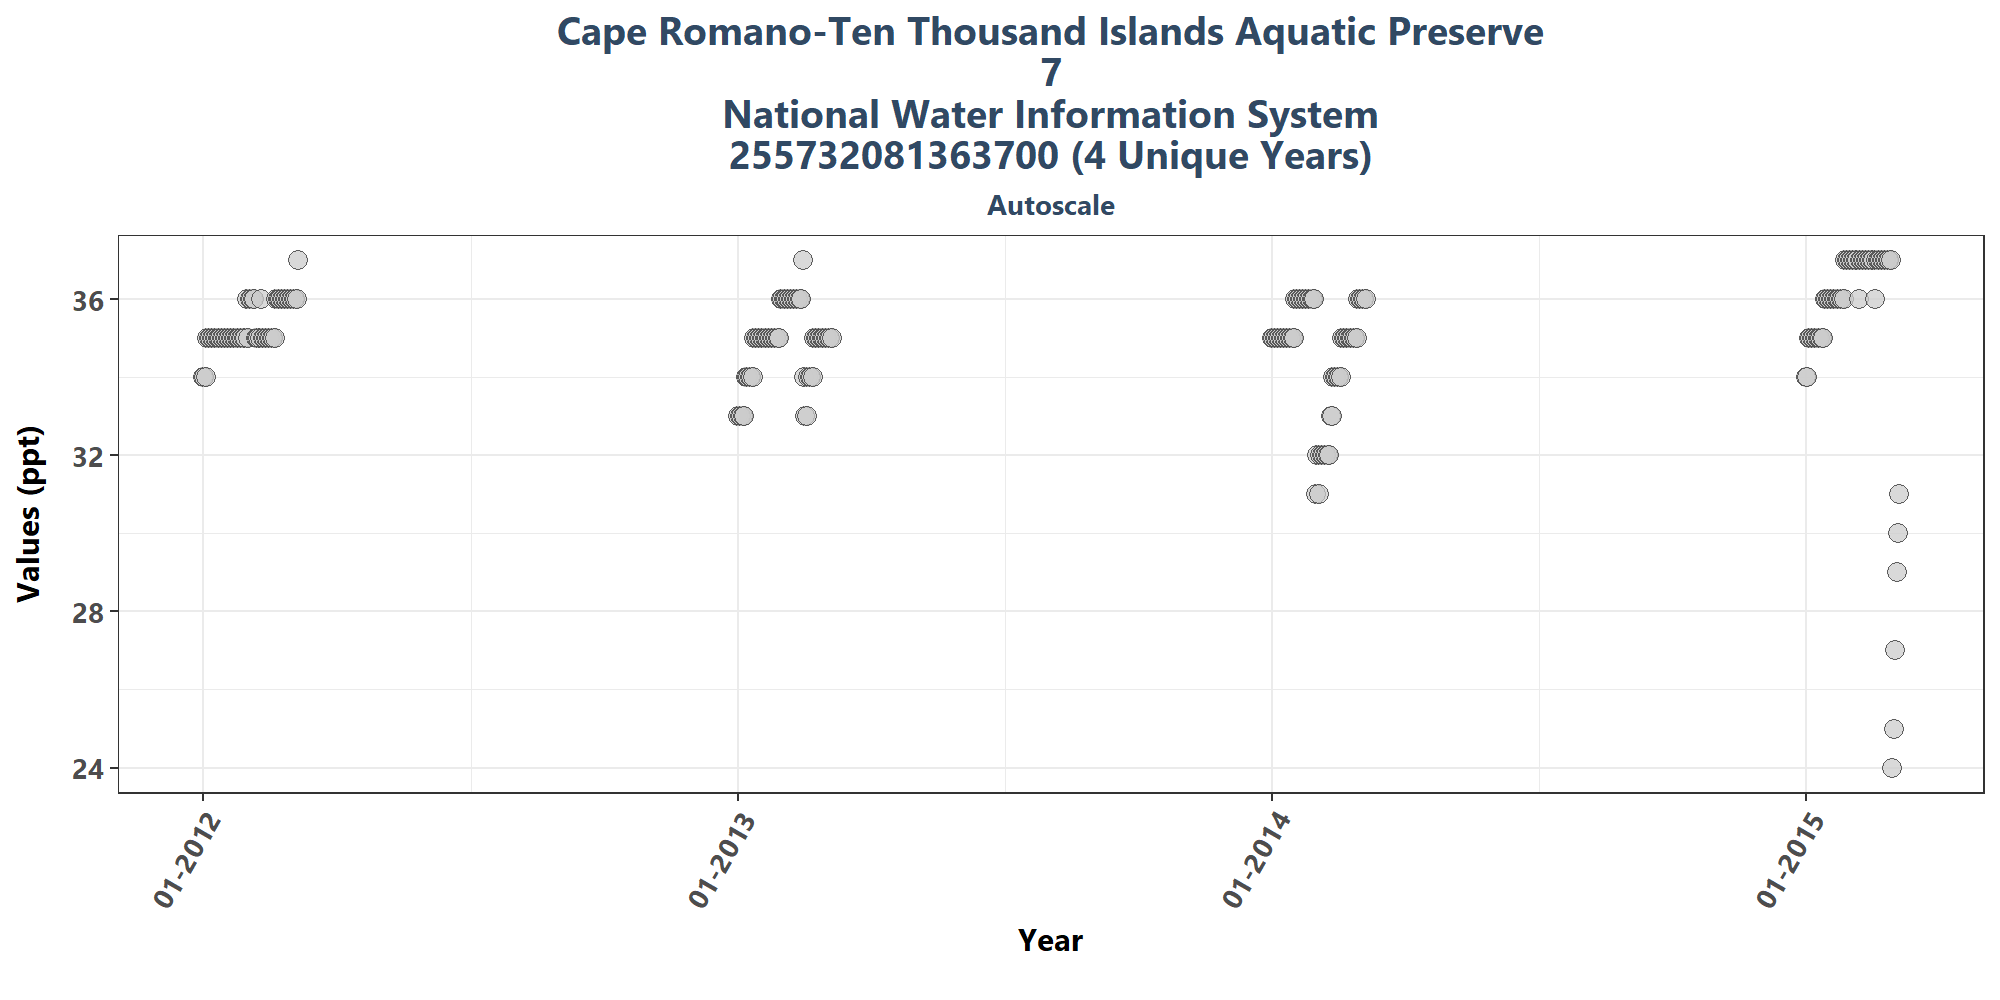 Cape Romano-Ten Thousand Islands Aquatic Preserve
7
National Water Information System
255732081363700 (4 Unique Years)
Autoscale
Values (ppt)
36
32
28
24
01-2012
01-2013
01-2014
01-2015
Year